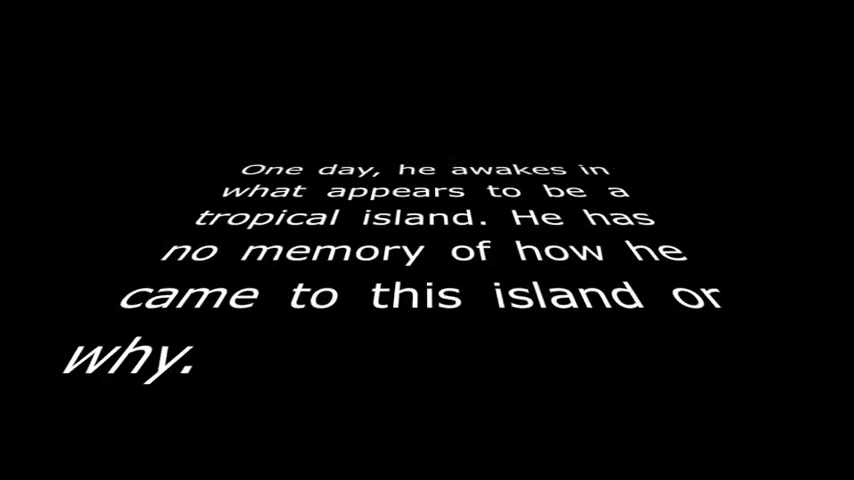 One day, he awakes in
what appears to be a
tropical island. He has
no memory of how he
came to this island or
why.